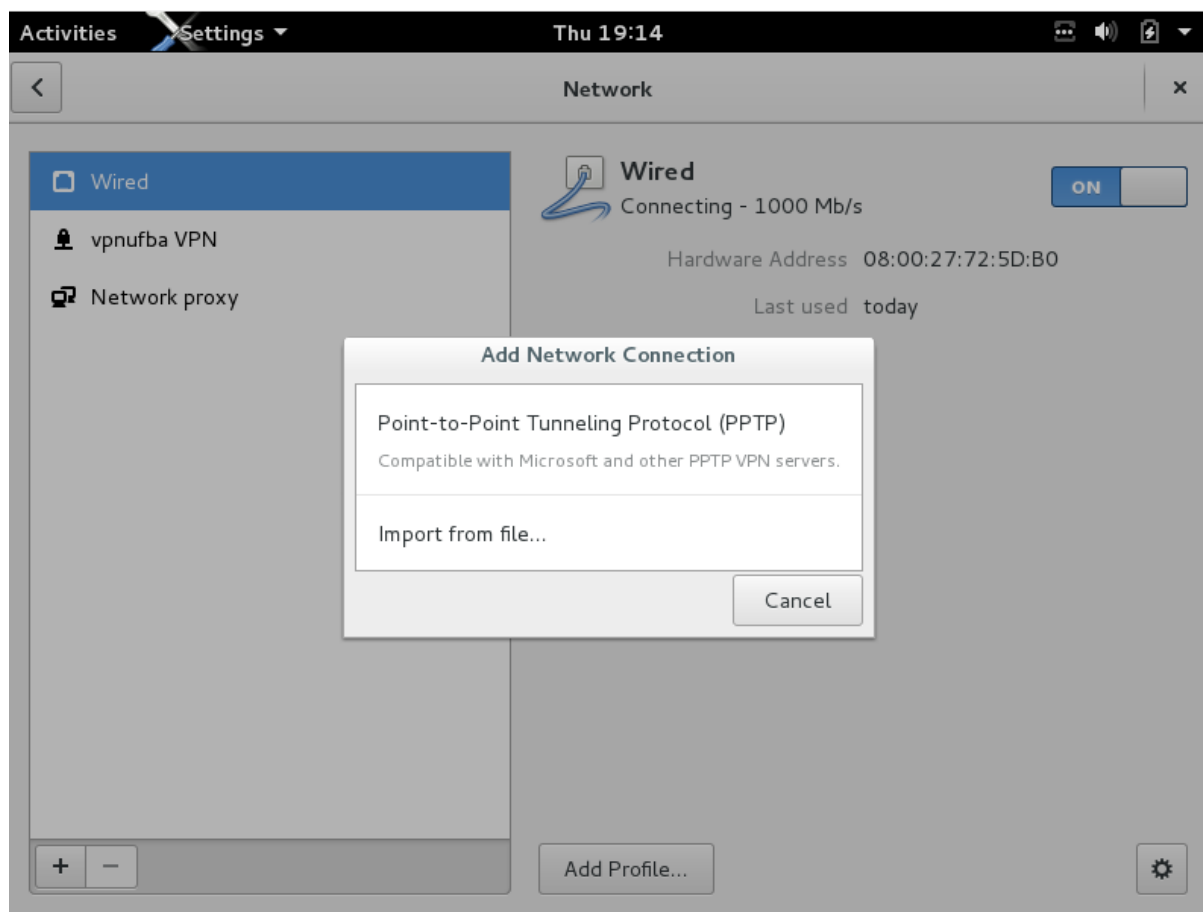 Activities Settings Thu 19:14
Network
Wired
vpnufba VPN
Network proxy
Wired
Connecting - 1000 Mb/s
ON
Hardware Address 08:00:27:72:5D:B0
Last used today
Add Network Connection
Point-to-Point Tunneling Protocol (PPTP)
Compatible with Microsoft and other PPTP VPN servers.
Import from file...
Cancel
Add Profile...